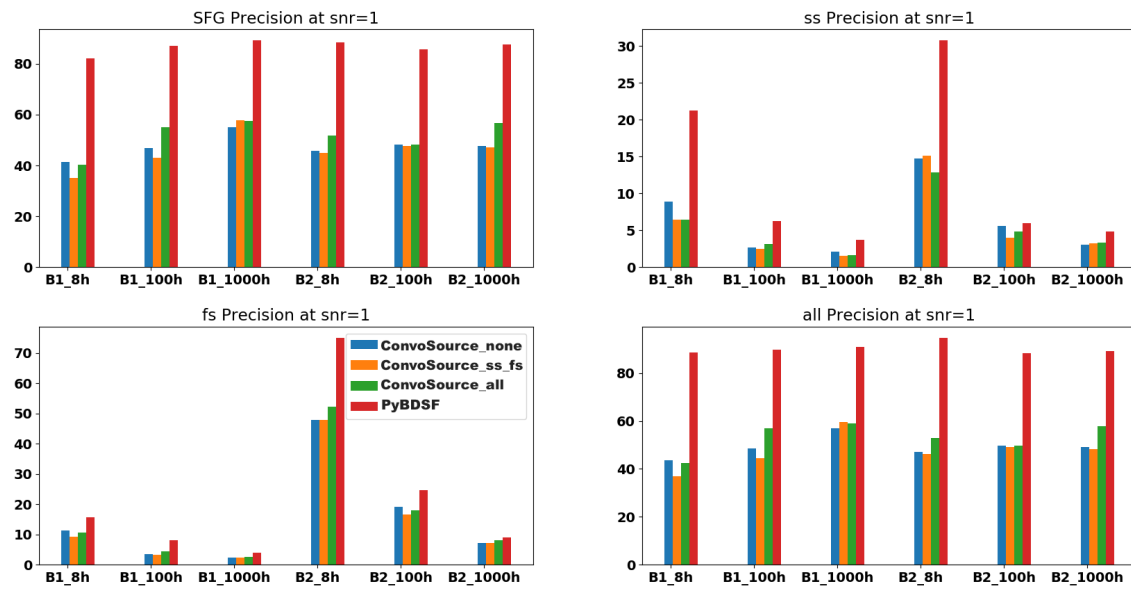 SFG Precision at snr=1
80
60
40
20
0
B1_8h B1_100h B1_1000h B2_8h B2_100h B2_1000h
ss Precision at snr=1
30
25
20
15
10
5
0
B1_8h B1_100h B1_1000h B2_8h B2_100h B2_1000h
fs Precision at snr=1
70
60
50
40
30
20
10
0
ConvoSource_none
ConvoSource_ss_fs
ConvoSource_all
PyBDSF
B1_8h B1_100h B1_1000h B2_8h B2_100h B2_1000h
all Precision at snr=1
80
60
40
20
0
B1_8h B1_100h B1_1000h B2_8h B2_100h B2_1000h